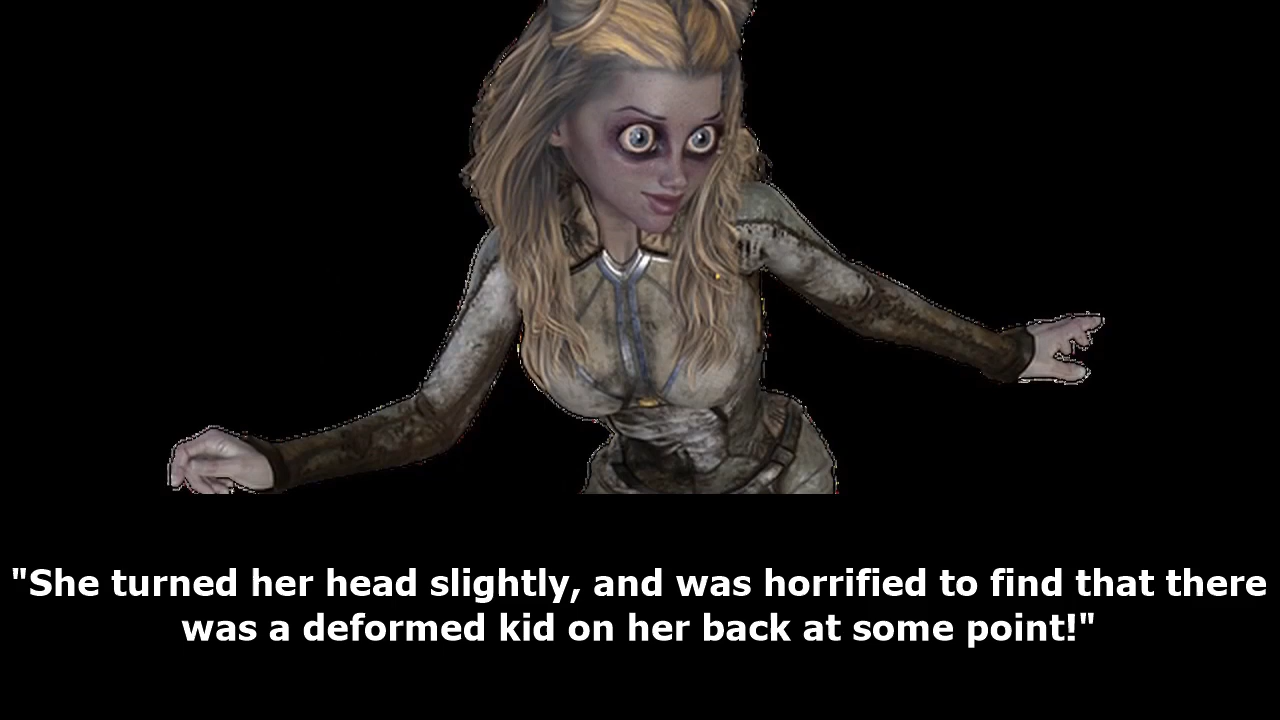 "She turned her head slightly, and was horrified to find that there
was a deformed kid on her back at some point!"